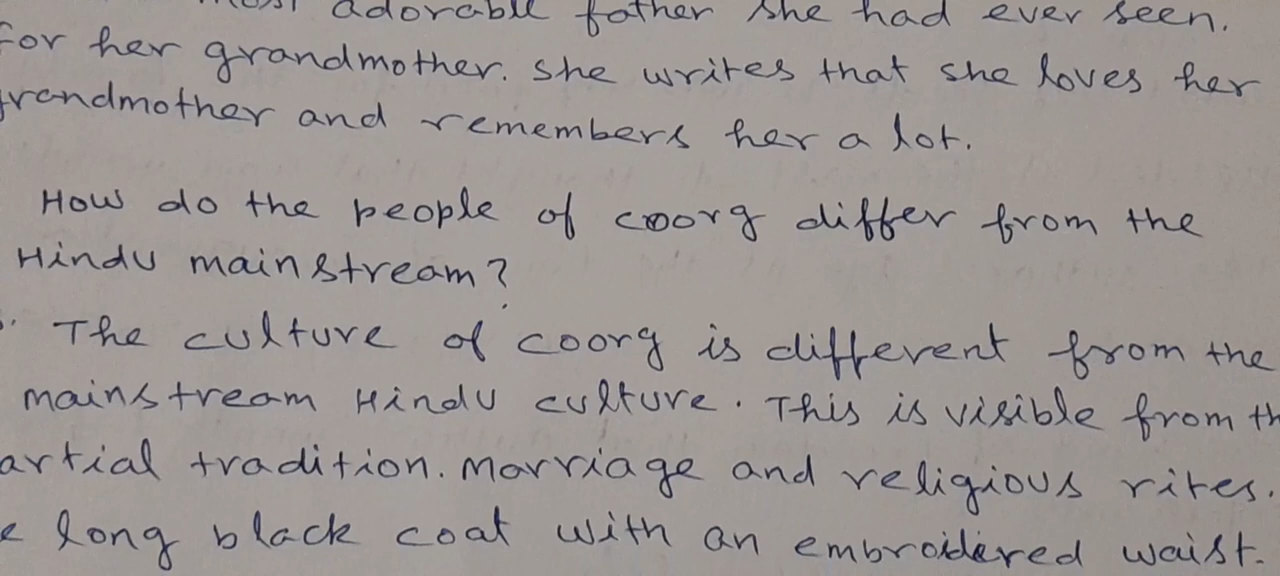 most adorable father she had ever seen.
for her grandmother. She writes that she loves her
grandmother and remembers her a lot.
How do the people of coorg differ from the
Hindu mainstream?
The culture of coorg is different from the
mainstream Hindu culture. This is visible from th
artial tradition. marriage and religious rites.
e long black coat with an embroidered waist-